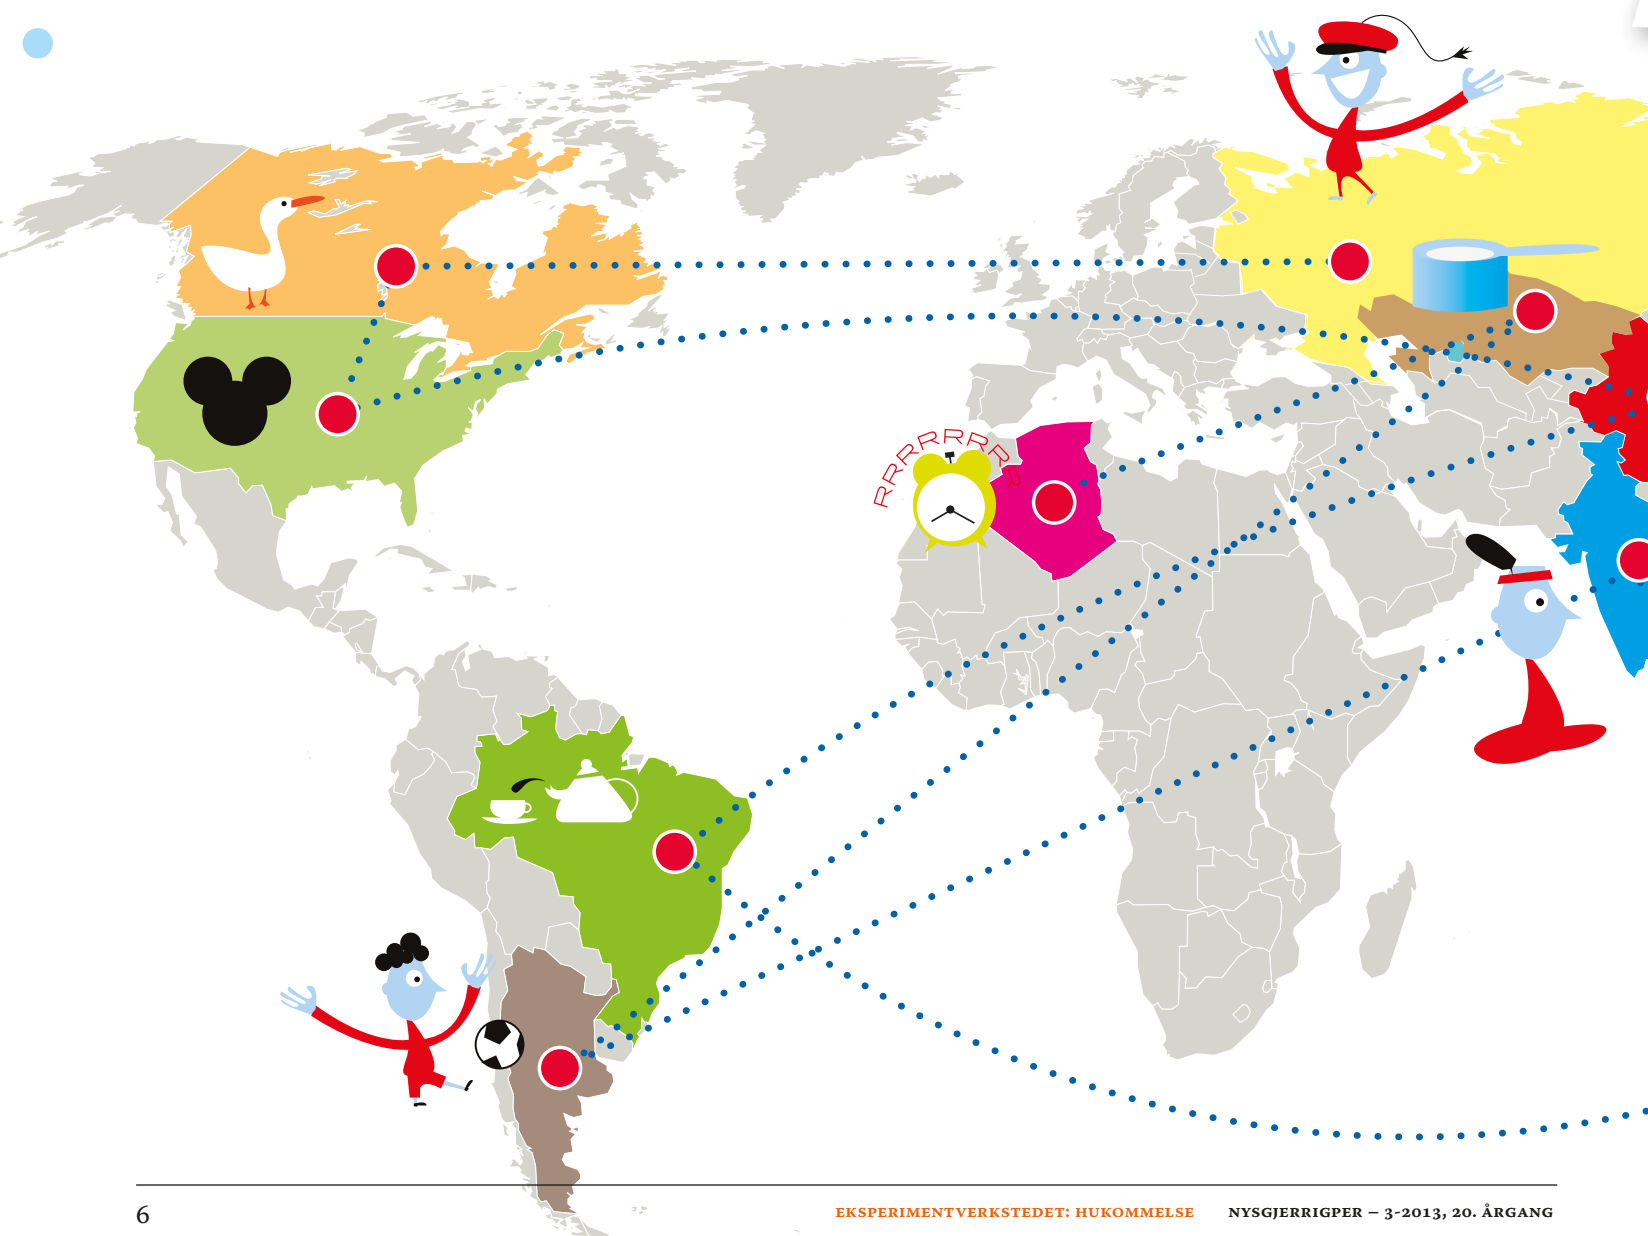 RRRRRRRR
6
EKSPERIMENTVERKSTEDET: HUKOMMELSE NYSGJERRIGPER – 3-2013, 20. ÅRGANG